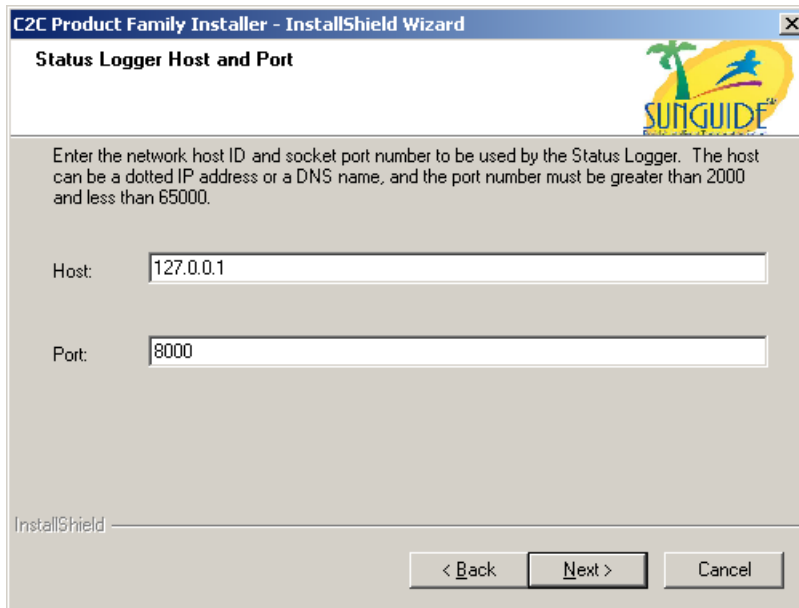 C2C Product Family Installer - InstallShield Wizard
Status Logger Host and Port
SUNGUIDE
Enter the network host ID and socket port number to be used by the Status Logger. The host
can be a dotted IP address or a DNS name, and the port number must be greater than 2000
and less than 65000.
Host: 127.0.0.1
Port: 8000
InstallShield
< Back Next > Cancel